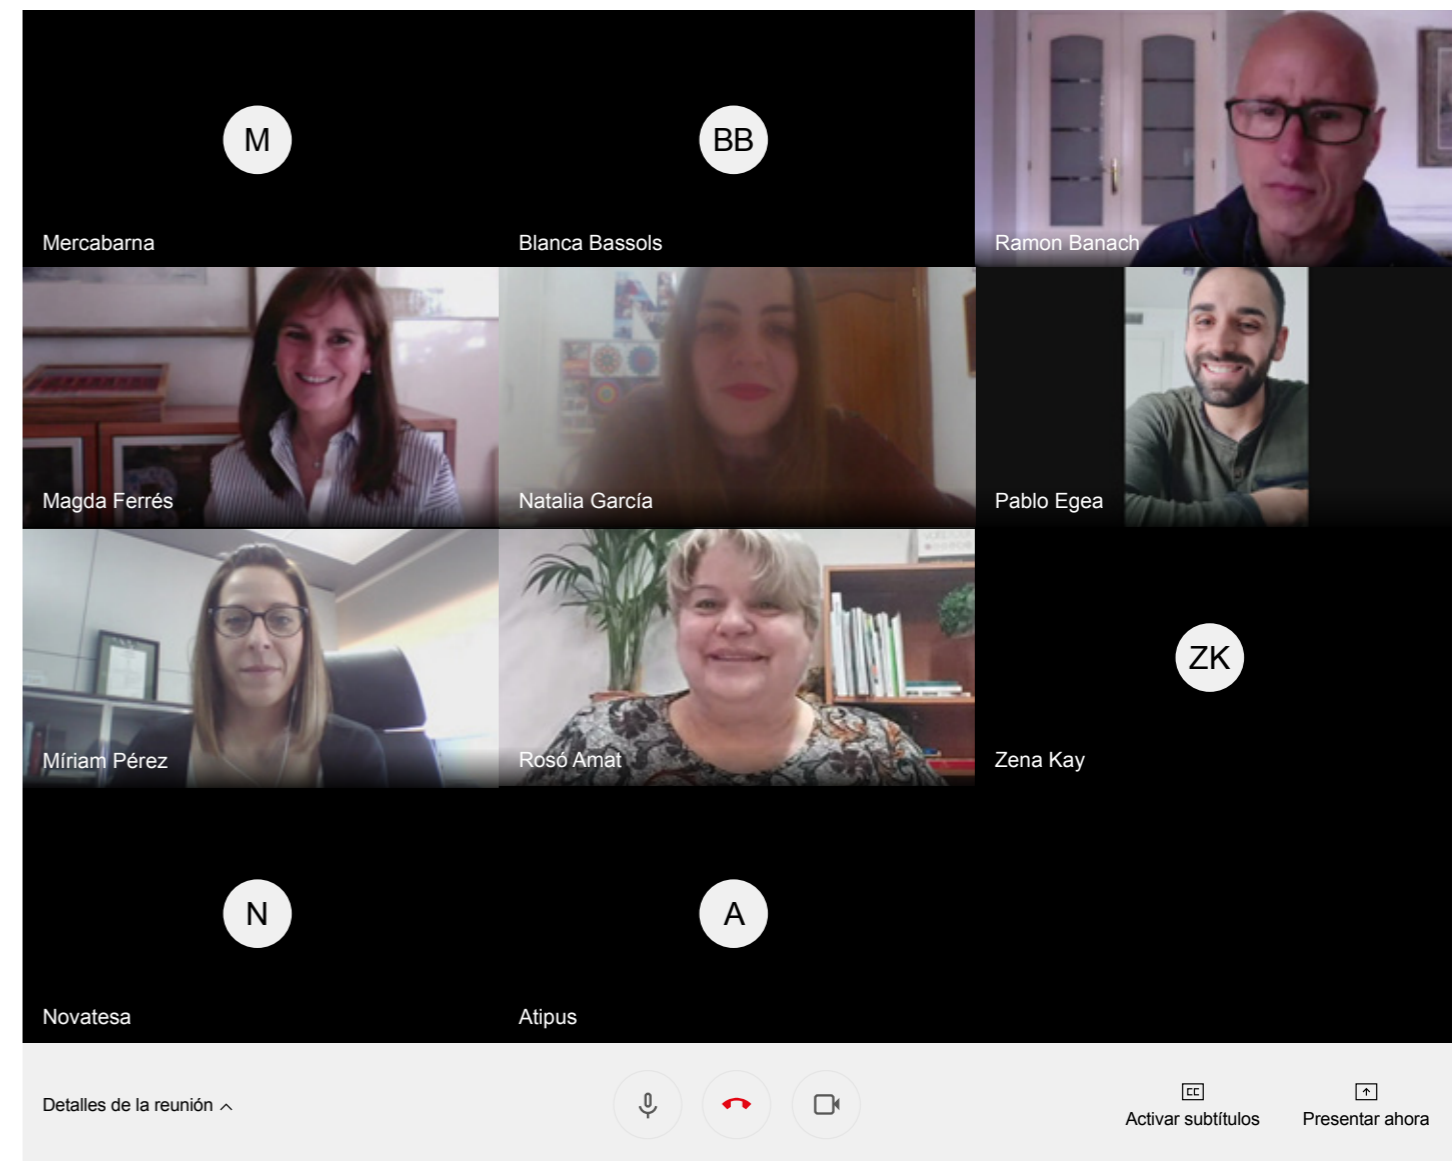 M
Mercabarna
BB
Blanca Bassols
Ramon Banach
Magda Ferrés
Natalia García
Pablo Egea
Míriam Pérez
Rosó Amat
ZK
Zena Kay
N
Novatesa
A
Atipus
Detalles de la reunión
CC
Activar subtítulos
Presentar ahora